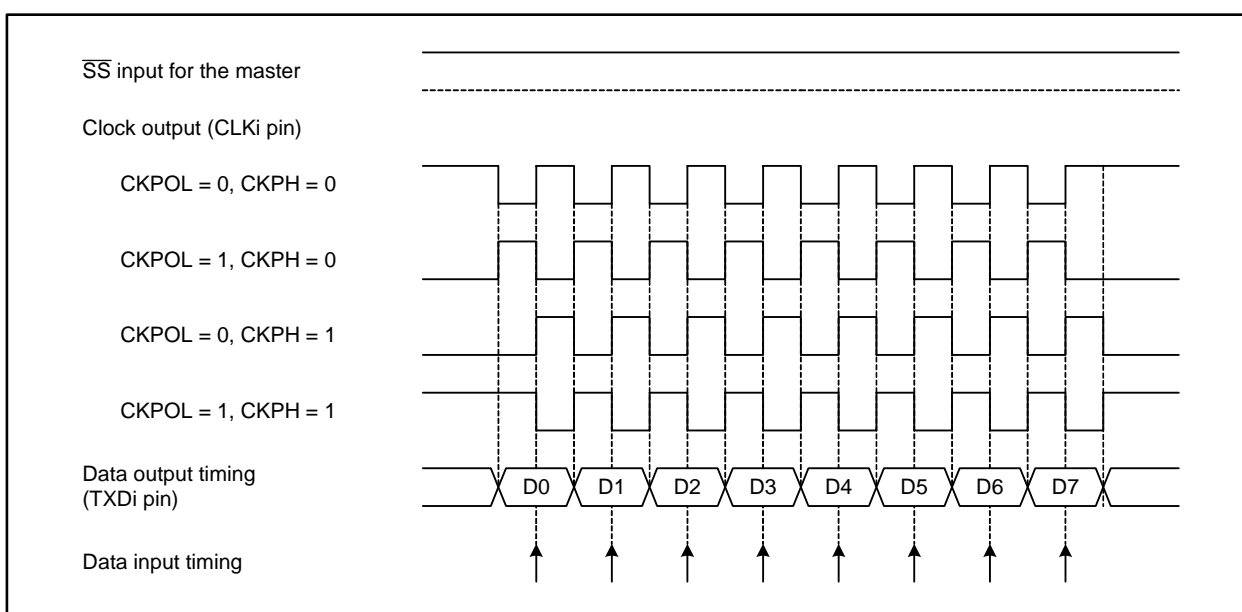 S̅S̅ input for the master
Clock output (CLKi pin)
CKPOL = 0, CKPH = 0
CKPOL = 1, CKPH = 0
CKPOL = 0, CKPH = 1
CKPOL = 1, CKPH = 1
Data output timing
(TXDi pin)
D0 D1 D2 D3 D4 D5 D6 D7
Data input timing